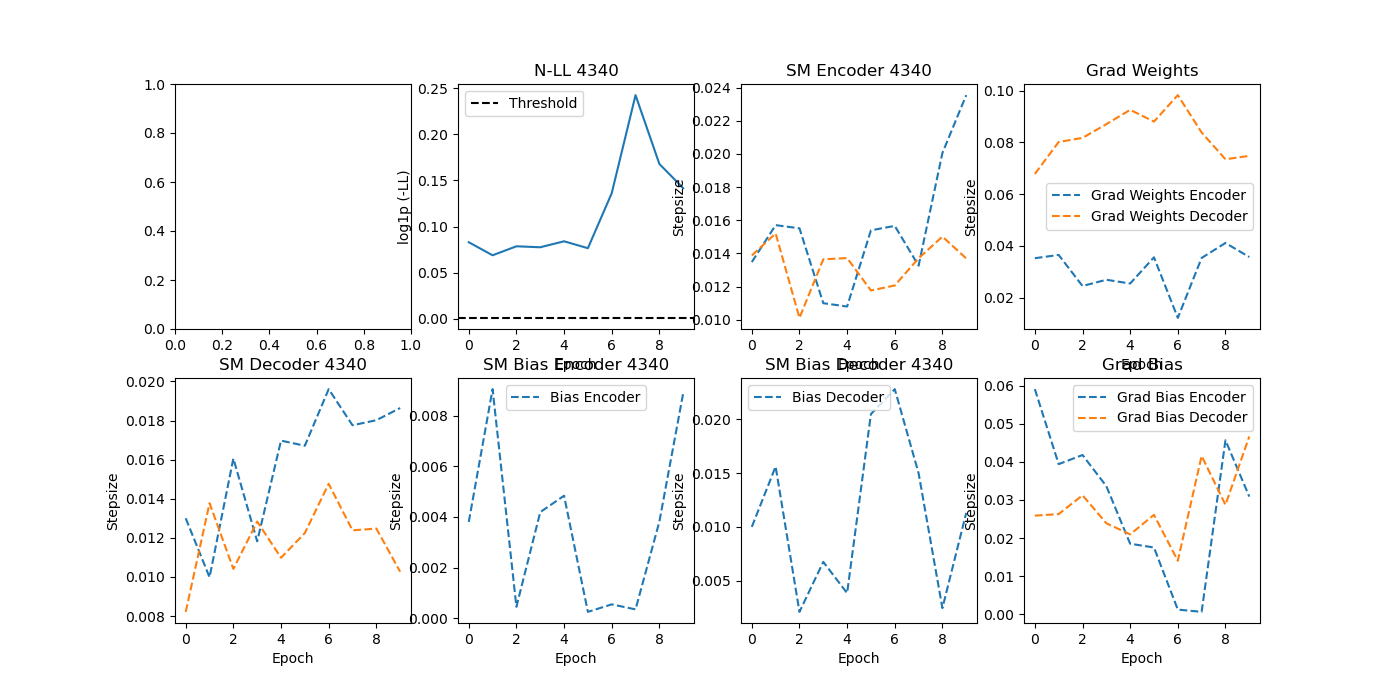 1.0
0.8
0.6
0.4
0.2
0.0
0.0 0.2 0.4 0.6 0.8 1.0
N-LL 4340
Threshold
log1p (-LL)
0.25
0.20
0.15
0.10
0.05
0.00
0 2 4 6 8
Epoch
SM Encoder 4340
Stepsize
0.024
0.022
0.020
0.018
0.016
0.014
0.012
0.010
0 2 4 6 8
Epoch
Grad Weights
Stepsize
0.10
0.08
0.06
0.04
0.02
Grad Weights Encoder
Grad Weights Decoder
0 2 4 6 8
Epoch
SM Decoder 4340
Stepsize
0.020
0.018
0.016
0.014
0.012
0.010
0.008
0 2 4 6 8
Epoch
SM Bias Encoder 4340
Bias Encoder
Stepsize
0.008
0.006
0.004
0.002
0.000
0 2 4 6 8
Epoch
SM Bias Decoder 4340
Bias Decoder
Stepsize
0.020
0.015
0.010
0.005
0 2 4 6 8
Epoch
Grad Bias
Grad Bias Encoder
Grad Bias Decoder
Stepsize
0.06
0.05
0.04
0.03
0.02
0.01
0.00
0 2 4 6 8
Epoch